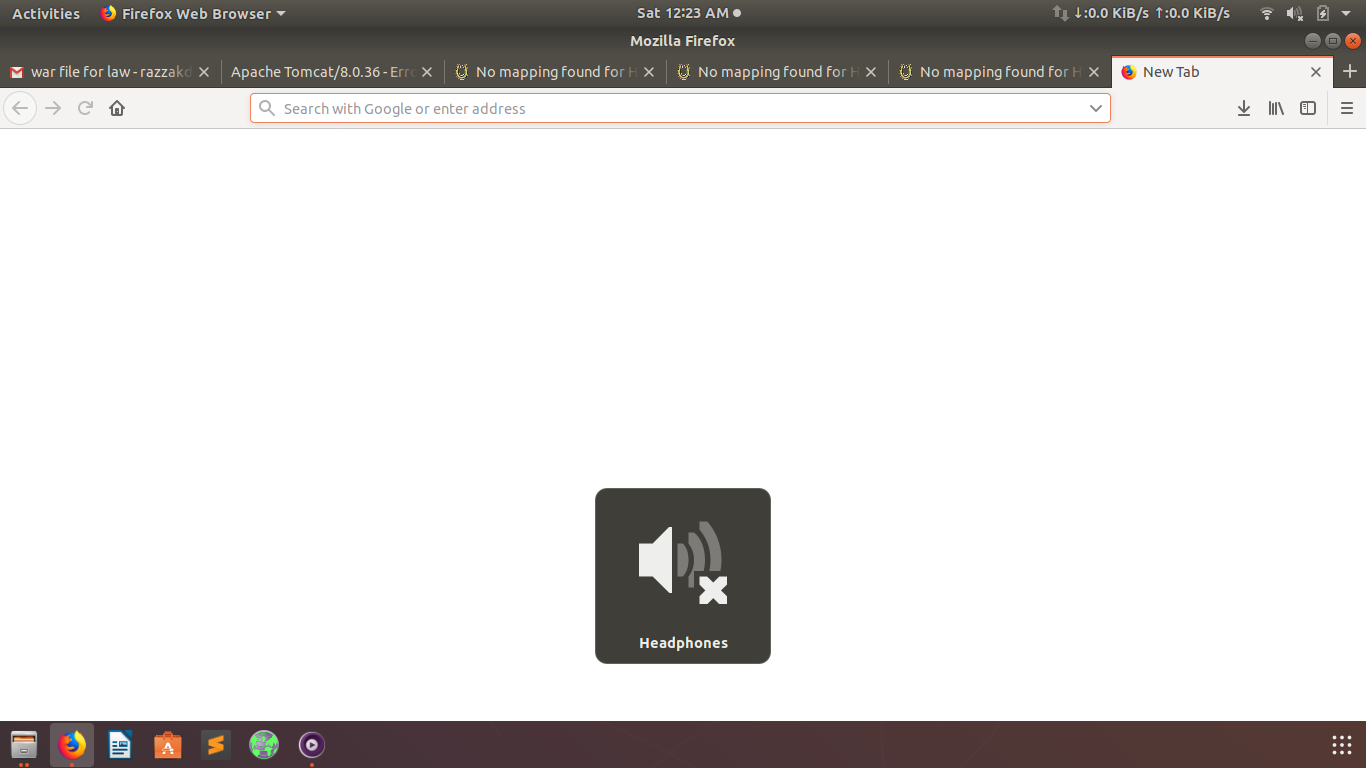 Activities Firefox Web Browser Sat 12:23 AM ↓:0.0 KiB/s ↑:0.0 KiB/s
Mozilla Firefox
war file for law - razzak Apache Tomcat/8.0.36 - Erro No mapping found for H No mapping found for H No mapping found for H New Tab
Search with Google or enter address
Headphones